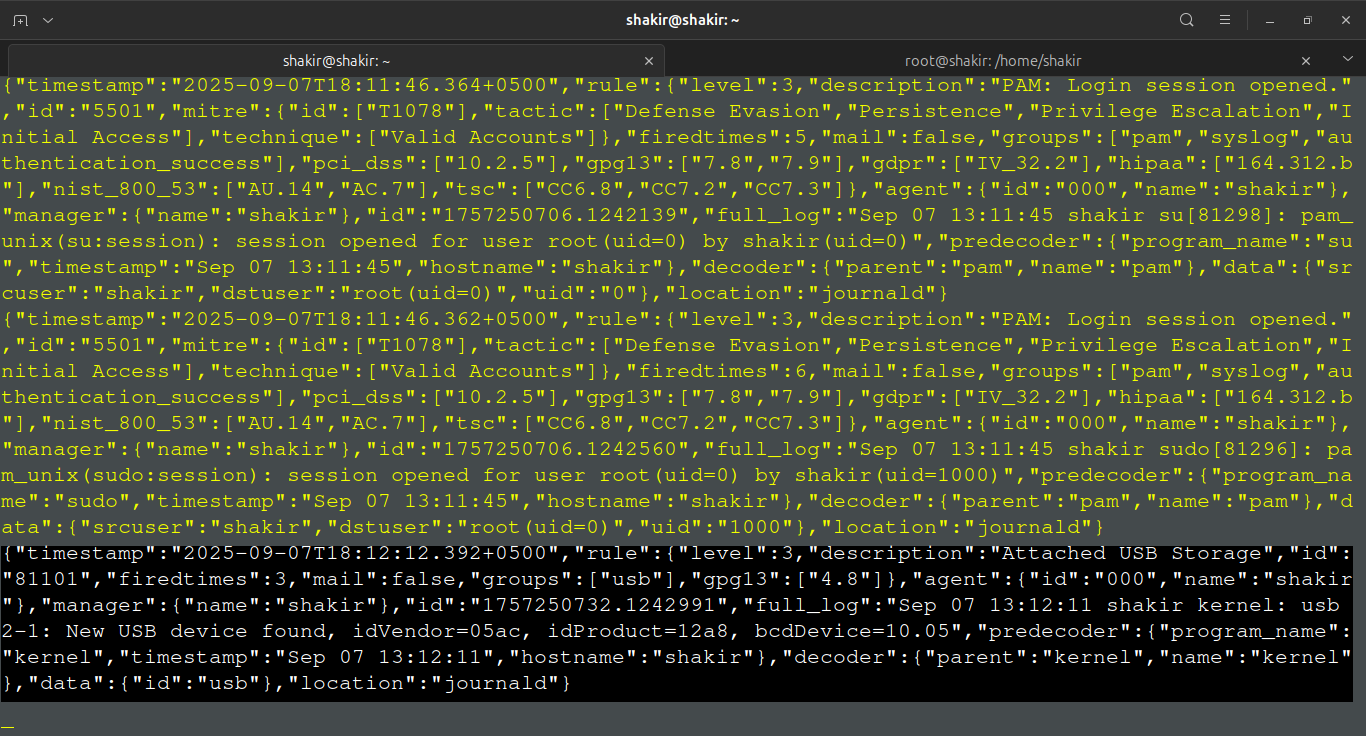 shakir@shakir: ~
shakir@shakir: ~
root@shakir: /home/shakir
{"timestamp":"2025-09-07T18:11:46.364+0500","rule":{"level":3,"description":"PAM: Login session opened."
,"id":"5501","mitre":{"id":["T1078"],"tactic":["Defense Evasion","Persistence","Privilege Escalation","I
nitial Access"],"technique":["Valid Accounts"]},"firedtimes":5,"mail":false,"groups":["pam","syslog","au
thentication_success"],"pci_dss":["10.2.5"],"gpg13":["7.8","7.9"],"gdpr":["IV_32.2"],"hipaa":["164.312.b
"],"nist_800_53":["AU.14","AC.7"],"tsc":["CC6.8","CC7.2","CC7.3"]},"agent":{"id":"000","name":"shakir"},
"manager":{"name":"shakir"},"id":"1757250706.1242139","full_log":"Sep 07 13:11:45 shakir su[81298]: pam_
unix(su:session): session opened for user root(uid=0) by shakir(uid=0)","predecoder":{"program_name":"su
","timestamp":"Sep 07 13:11:45","hostname":"shakir"},"decoder":{"parent":"pam","name":"pam"},"data":{"sr
cuser":"shakir","dstuser":"root(uid=0)","uid":"0"},"location":"journald"}
{"timestamp":"2025-09-07T18:11:46.362+0500","rule":{"level":3,"description":"PAM: Login session opened."
,"id":"5501","mitre":{"id":["T1078"],"tactic":["Defense Evasion","Persistence","Privilege Escalation","I
nitial Access"],"technique":["Valid Accounts"]},"firedtimes":6,"mail":false,"groups":["pam","syslog","au
thentication_success"],"pci_dss":["10.2.5"],"gpg13":["7.8","7.9"],"gdpr":["IV_32.2"],"hipaa":["164.312.b
"],"nist_800_53":["AU.14","AC.7"],"tsc":["CC6.8","CC7.2","CC7.3"]},"agent":{"id":"000","name":"shakir"},
"manager":{"name":"shakir"},"id":"1757250706.1242560","full_log":"Sep 07 13:11:45 shakir sudo[81296]: pa
m_unix(sudo:session): session opened for user root(uid=0) by shakir(uid=1000)","predecoder":{"program_na
me":"sudo","timestamp":"Sep 07 13:11:45","hostname":"shakir"},"decoder":{"parent":"pam","name":"pam"},"d
ata":{"srcuser":"shakir","dstuser":"root(uid=0)","uid":"1000"},"location":"journald"}
{"timestamp":"2025-09-07T18:12:12.392+0500","rule":{"level":3,"description":"Attached USB Storage","id":
"81101","firedtimes":3,"mail":false,"groups":["usb"],"gpg13":["4.8"]},"agent":{"id":"000","name":"shakir
"},"manager":{"name":"shakir"},"id":"1757250732.1242991","full_log":"Sep 07 13:12:11 shakir kernel: usb
2-1: New USB device found, idVendor=05ac, idProduct=12a8, bcdDevice=10.05","predecoder":{"program_name":
"kernel","timestamp":"Sep 07 13:12:11","hostname":"shakir"},"decoder":{"parent":"kernel","name":"kernel"
},"data":{"id":"usb"},"location":"journald"}